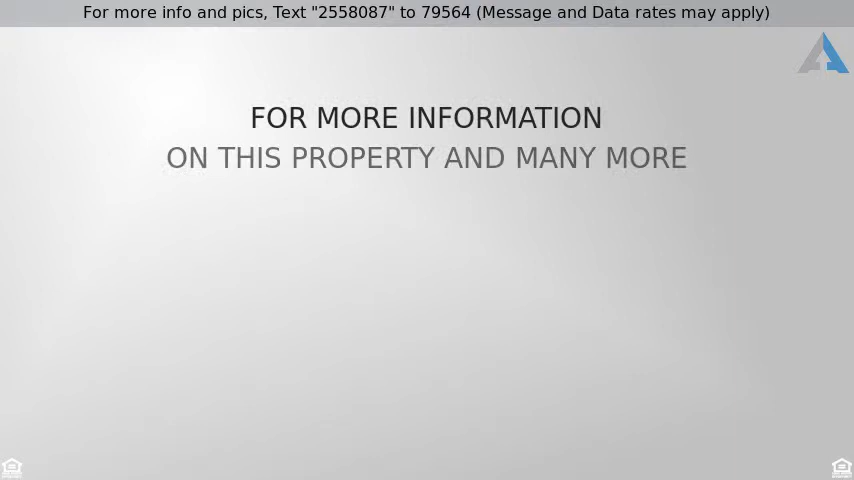 For more info and pics, Text "2558087" to 79564 (Message and Data rates may apply)
FOR MORE INFORMATION
ON THIS PROPERTY AND MANY MORE